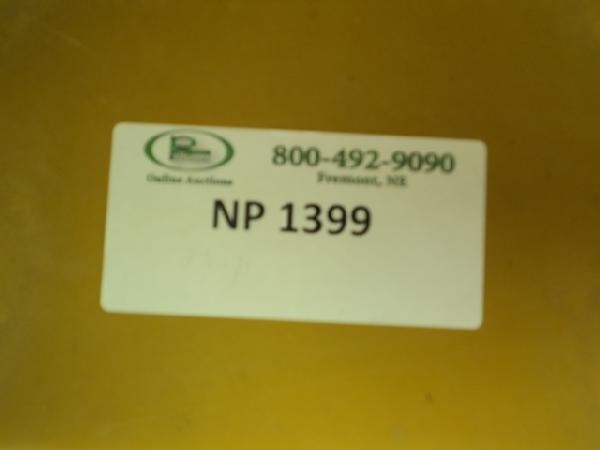 800-492-9090
Online Auctions
Fremont, NE
NP 1399